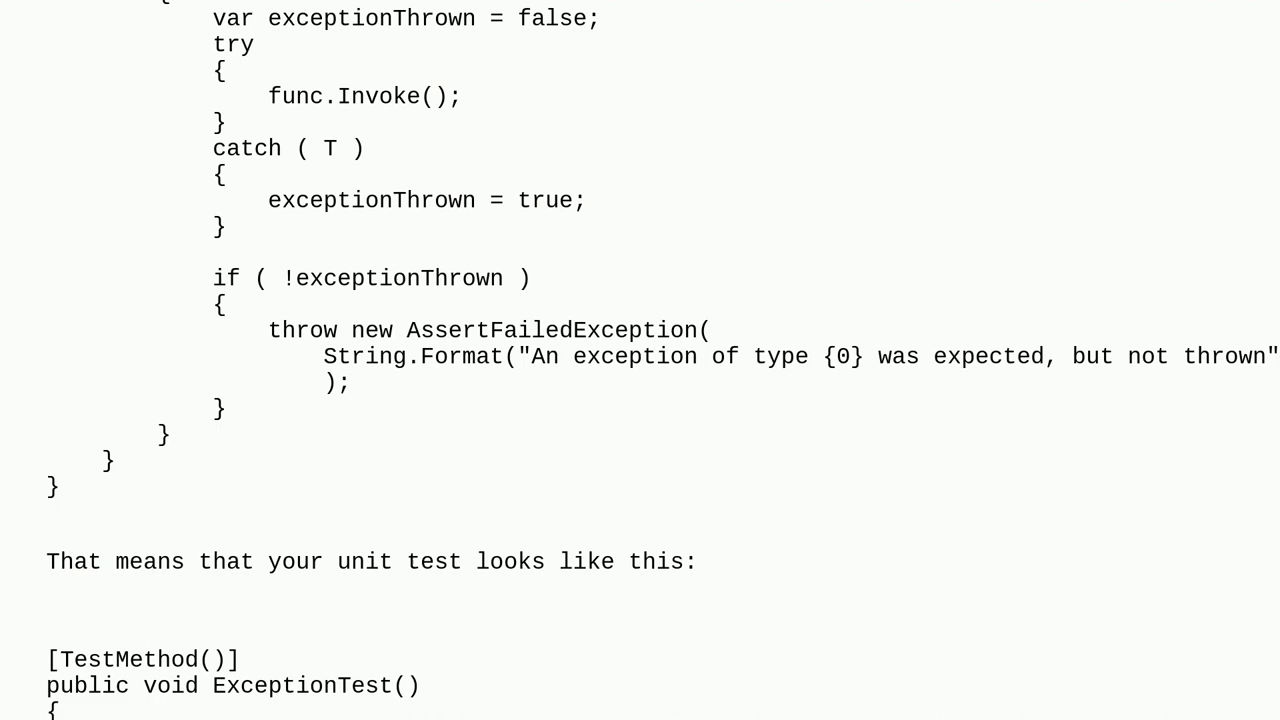 {
var exceptionThrown = false;
try
{
func.Invoke();
}
catch ( T )
{
exceptionThrown = true;
}
if ( !exceptionThrown )
{
throw new AssertFailedException(
String.Format("An exception of type {0} was expected, but not thrown"
);
}
}
}
}
That means that your unit test looks like this:
[TestMethod()]
public void ExceptionTest()
{